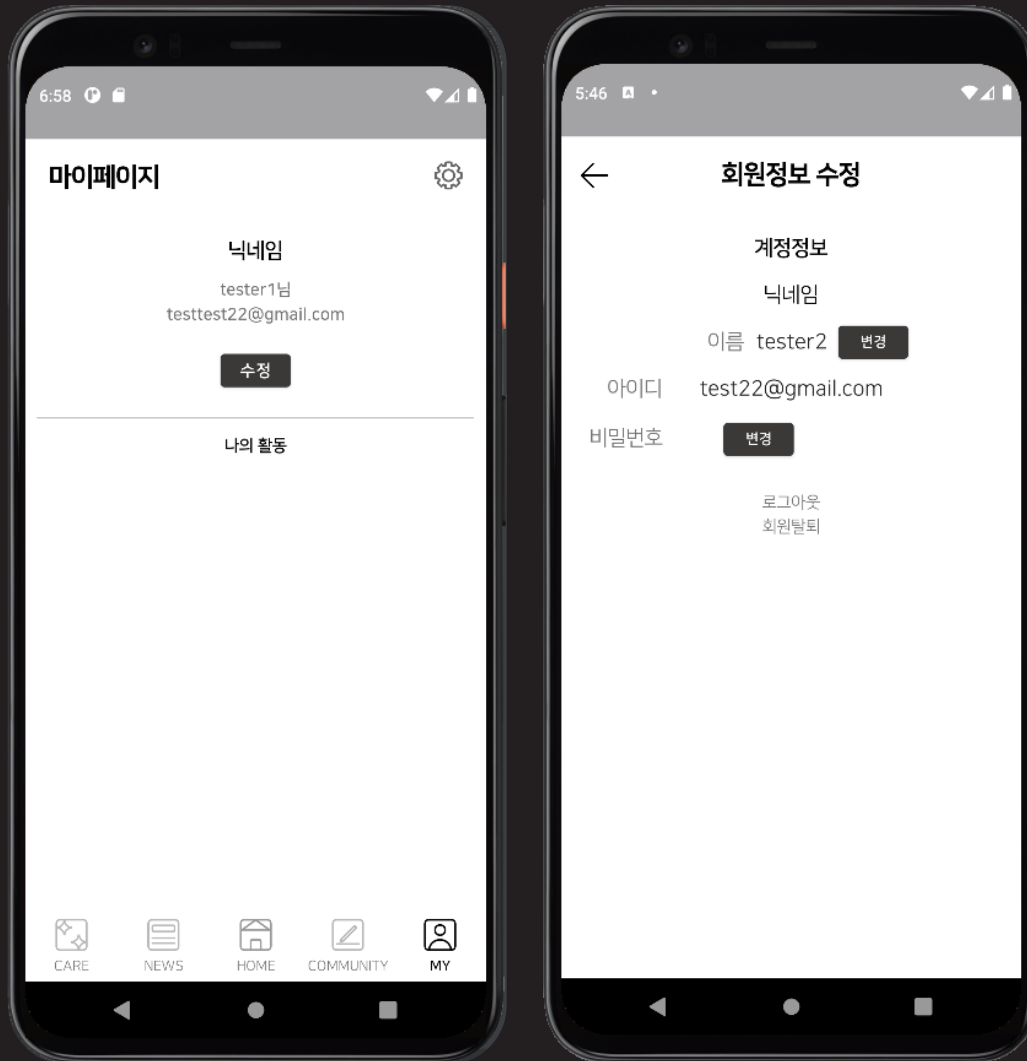 6:58
마이페이지
닉네임
tester1님
testtest22@gmail.com
수정
나의 활동
CARE NEWS HOME COMMUNITY MY
5:46
회원정보 수정
계정정보
닉네임
이름 tester2 변경
아이디 test22@gmail.com
비밀번호 변경
로그아웃
회원탈퇴